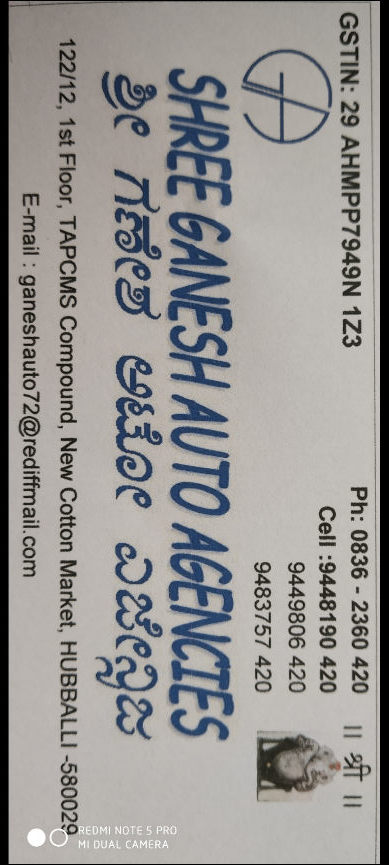 GSTIN: 29 AHMPP7949N 1Z3
॥ श्री ॥
Ph: 0836 - 2360 420
Cell :9448190 420
9449806 420
9483757 420
SHREE GANESH AUTO AGENCIES
ಶ್ರೀ ಗಣೇಶ ಆಟೋ ಎಜೇನ್ಸಿಜ
122/12, 1st Floor, TAPCMS Compound, New Cotton Market, HUBBALLI -580029
E-mail : ganeshauto72@rediffmail.com
REDMI NOTE 5 PRO
MI DUAL CAMERA